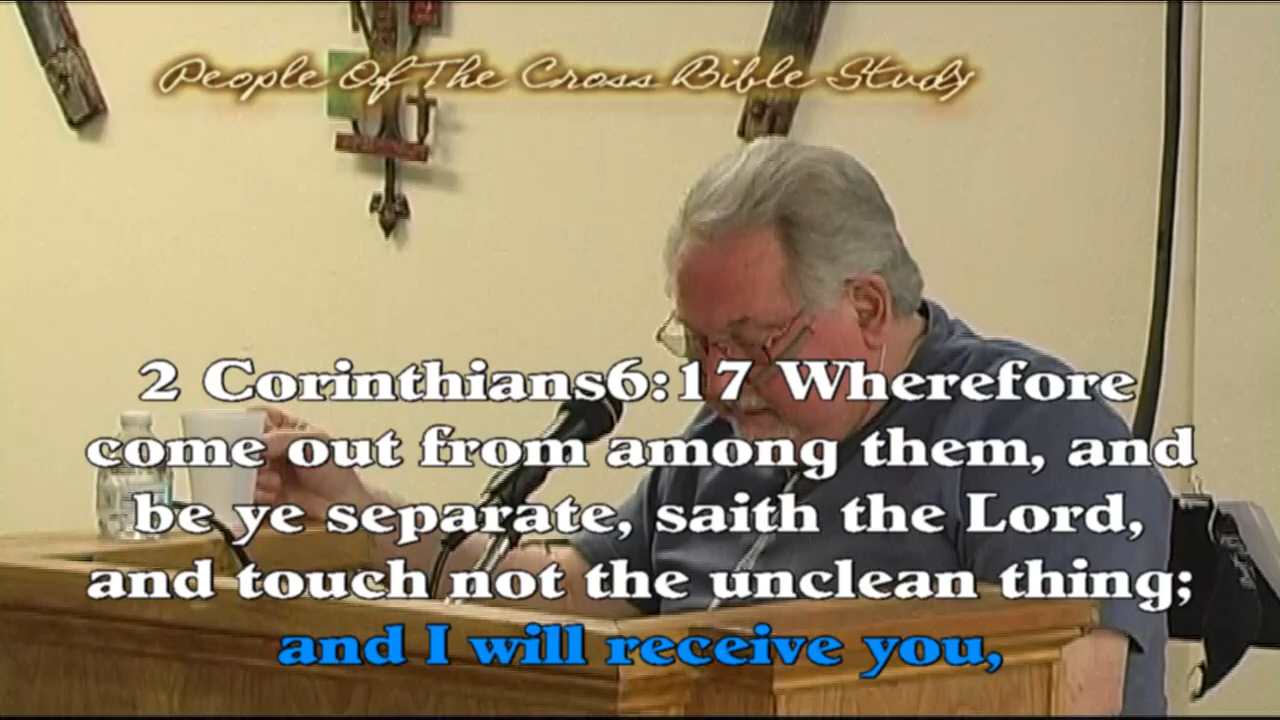 People Of The Cross Bible Study
2 Corinthians6:17 Wherefore
come out from among them, and
be ye separate, saith the Lord,
and touch not the unclean thing;
and I will receive you,